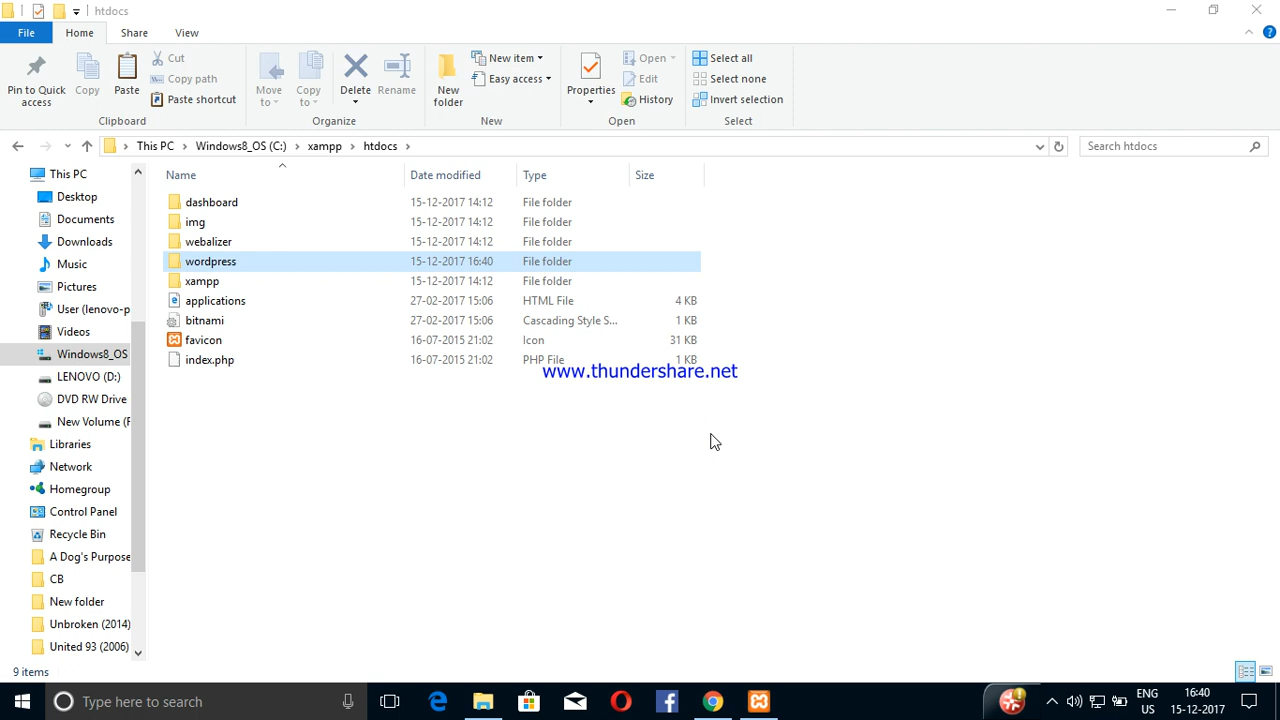 htdocs
File Home Share View
Pin to Quick access
Copy
Paste
Cut
Copy path
Paste shortcut
Clipboard
Move to
Copy to
Delete
Rename
Organize
New folder
New item
Easy access
New
Properties
Open
Edit
History
Open
Select all
Select none
Invert selection
Select
This PC Windows8_OS (C:) xampp htdocs
Search htdocs
This PC
Desktop
Documents
Downloads
Music
Pictures
User (lenovo-p
Videos
Windows8_OS
LENOVO (D:)
DVD RW Drive
New Volume (F
Libraries
Network
Homegroup
Control Panel
Recycle Bin
A Dog's Purpose
CB
New folder
Unbroken (2014)
United 93 (2006)
Name Date modified Type Size
dashboard 15-12-2017 14:12 File folder
img 15-12-2017 14:12 File folder
webalizer 15-12-2017 14:12 File folder
wordpress 15-12-2017 16:40 File folder
xampp 15-12-2017 14:12 File folder
applications 27-02-2017 15:06 HTML File 4 KB
bitnami 27-02-2017 15:06 Cascading Style S... 1 KB
favicon 16-07-2015 21:02 Icon 31 KB
index.php 16-07-2015 21:02 PHP File 1 KB
www.thundershare.net
9 items
Type here to search
ENG
US
16:40
15-12-2017